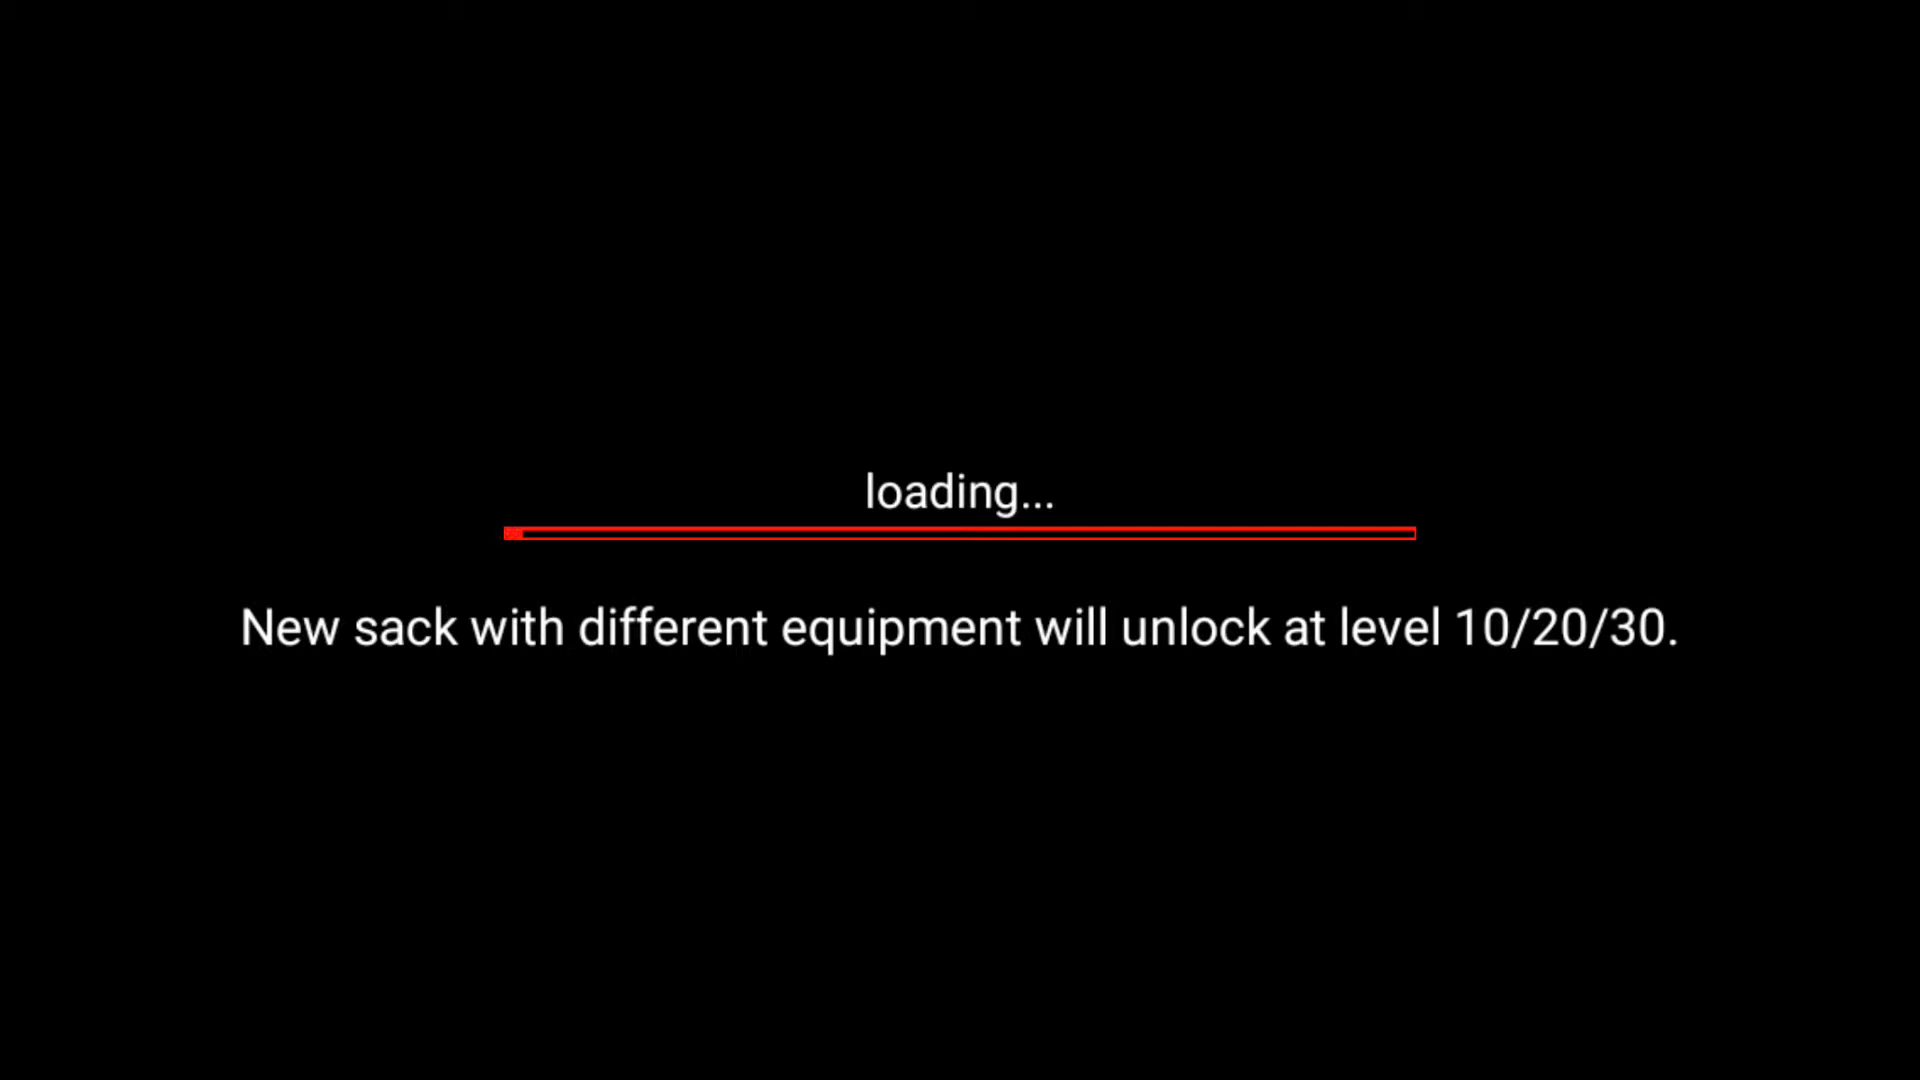 loading...
New sack with different equipment will unlock at level 10/20/30.